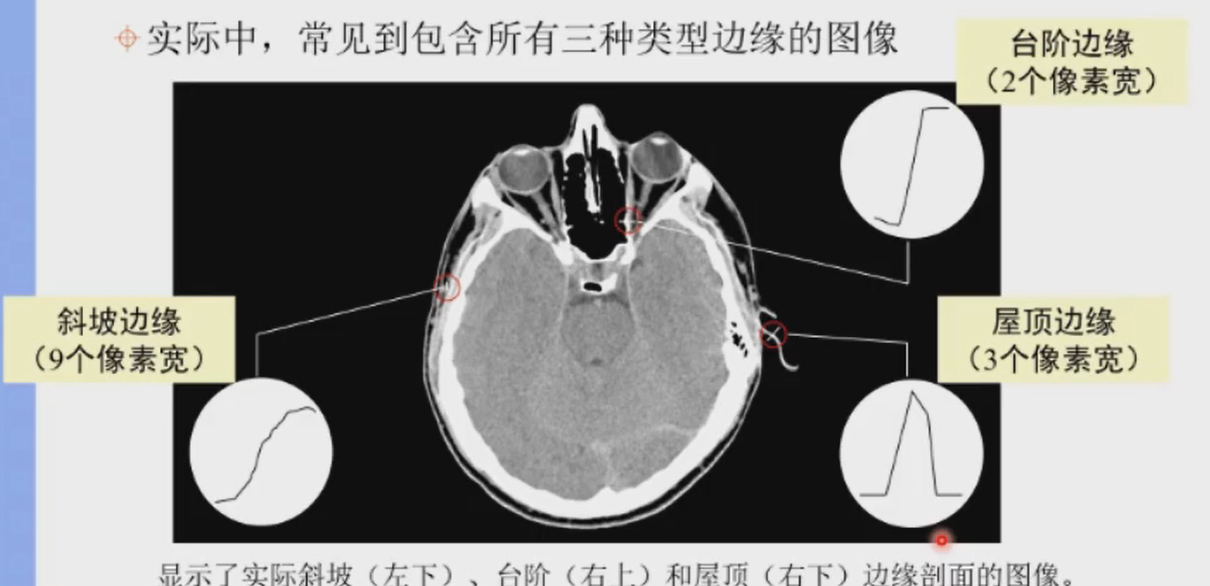 实际中，常见到包含所有三种类型边缘的图像
台阶边缘
（2个像素宽）
斜坡边缘
（9个像素宽）
屋顶边缘
（3个像素宽）
显示了实际斜坡（左下）、台阶（右上）和屋顶（右下）边缘剖面的图像。